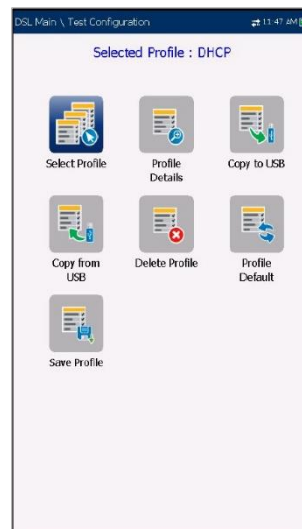 DSL Main \ Test Configuration 11:47 AM
Selected Profile : DHCP
Select Profile
Profile
Details
Copy to USB
Copy from
USB
Delete Profile
Profile
Default
Save Profile